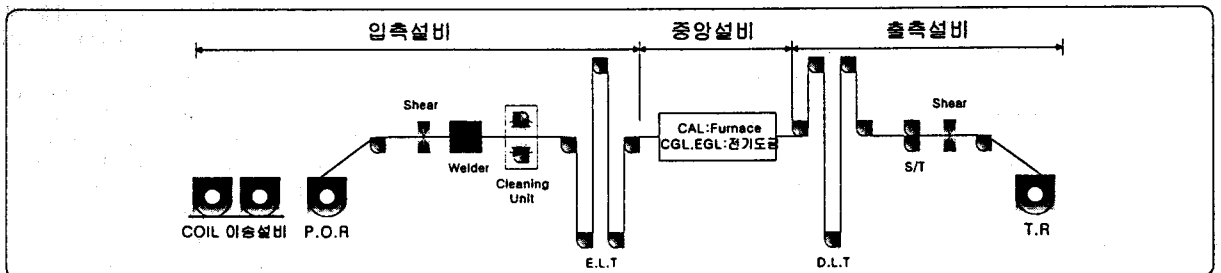 입측설비
중앙설비
출측설비
Shear
Welder
Cleaning
Unit
COIL 이송설비
P.O.R
E.L.T
CAL:Furnace
CGL.EGL:전기도금
D.L.T
S/T
Shear
T.R